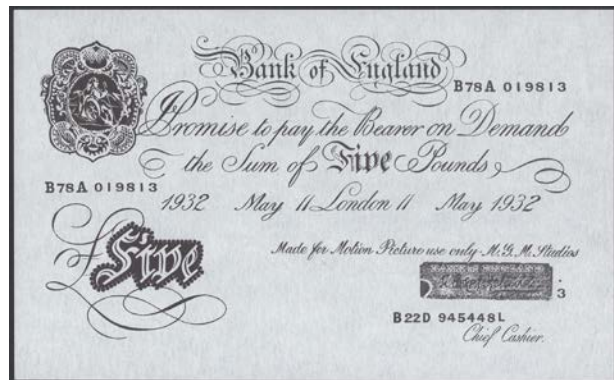 Bank of England
B78A 019813
I Promise to pay the Bearer on Demand
the Sum of Five Pounds
B78A 019813
1932 May 11 London 11 May 1932
£Five
Made for Motion Picture use only - M.G.M. Studios
3
B22D 945448L
Chief Cashier.